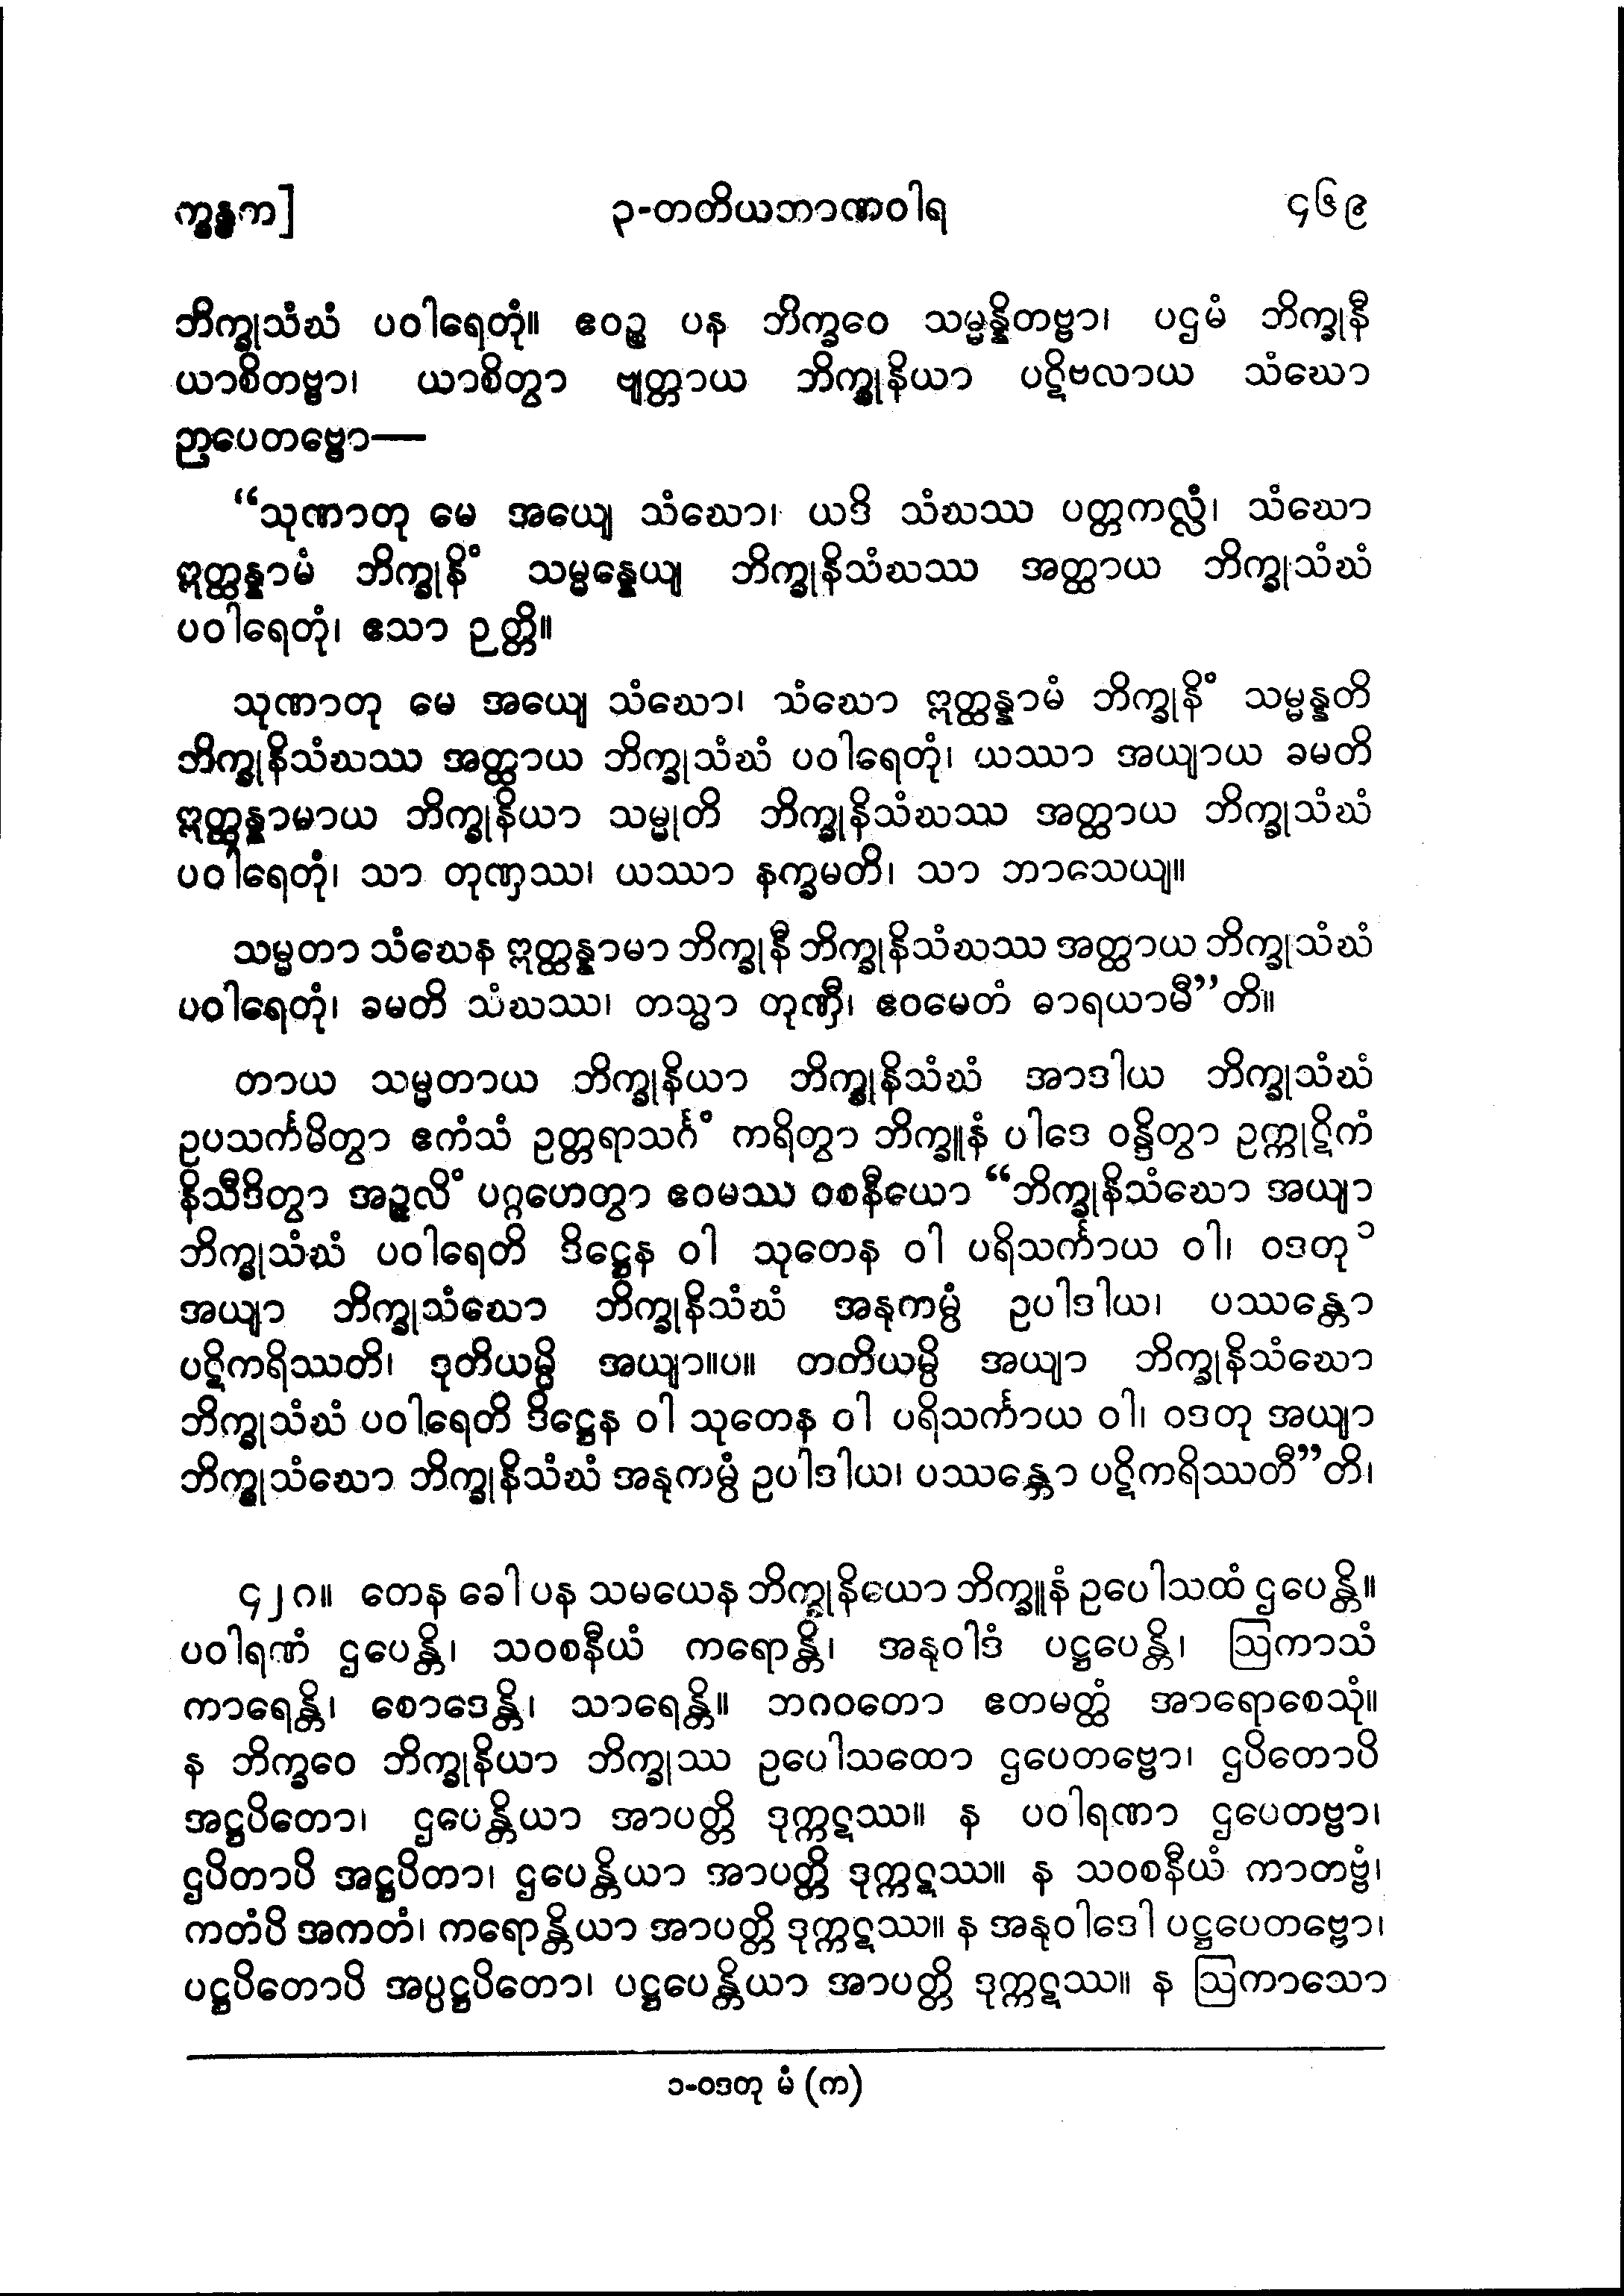 က္ခန္ဓက]
၃-တတိယဘာဏဝါရ
၄၆၉
ဘိက္ခုသံဃံ ပဝါရေတုံ။ ဧဝဉ္စ ပန ဘိက္ခဝေ သမ္မန္နိတဗ္ဗာ၊ ပဌမံ ဘိက္ခုနီ
ယာစိတဗ္ဗာ၊ ယာစိတွာ ဗျတ္တာယ ဘိက္ခုနိယာ ပဋိဗလာယ သံဃော
ဉာပေတဗ္ဗော—
“သုဏာတု မေ အယျေ သံဃော၊ ယဒိ သံဃဿ ပတ္တကလ္လံ၊ သံဃော
ဣတ္ထန္နာမံ ဘိက္ခုနိံ သမ္မန္နေယျ ဘိက္ခုနိသံဃဿ အတ္ထာယ ဘိက္ခုသံဃံ
ပဝါရေတုံ၊ ဧသာ ဉတ္တိ။
သုဏာတု မေ အယျေ သံဃော၊ သံဃော ဣတ္ထန္နာမံ ဘိက္ခုနိံ သမ္မန္နတိ
ဘိက္ခုနိသံဃဿ အတ္ထာယ ဘိက္ခုသံဃံ ပဝါရေတုံ၊ ယဿာ အယျာယ ခမတိ
ဣတ္ထန္နာမာယ ဘိက္ခုနိယာ သမ္မုတိ ဘိက္ခုနိသံဃဿ အတ္ထာယ ဘိက္ခုသံဃံ
ပဝါရေတုံ၊ သာ တုဏှဿ၊ ယဿာ နက္ခမတိ၊ သာ ဘာသေယျ။
သမ္မတာ သံဃေန ဣတ္ထန္နာမာ ဘိက္ခုနီ ဘိက္ခုနိသံဃဿ အတ္ထာယ ဘိက္ခုသံဃံ
ပဝါရေတုံ၊ ခမတိ သံဃဿ၊ တသ္မာ တုဏှီ၊ ဧဝမေတံ ဓာရယာမီ”တိ။
တာယ သမ္မတာယ ဘိက္ခုနိယာ ဘိက္ခုနိသံဃံ အာဒါယ ဘိက္ခုသံဃံ
ဥပသင်္ကမိတွာ ဧကံသံ ဥတ္တရာသင်္ဂံ ကရိတွာ ဘိက္ခူနံ ပါဒေ ဝန္ဒိတွာ ဥက္ကုဋိကံ
နိသီဒိတွာ အဉ္ဇလိံ ပဂ္ဂဟေတွာ ဧဝမဿ ဝစနီယော “ဘိက္ခုနိသံဃော အယျာ
ဘိက္ခုသံဃံ ပဝါရေတိ ဒိဋ္ဌေန ဝါ သုတေန ဝါ ပရိသင်္ကာယ ဝါ၊ ဝဒတု ၁
အယျာ ဘိက္ခုသံဃော ဘိက္ခုနိသံဃံ အနုကမ္ပံ ဥပါဒါယ၊ ပဿန္တော
ပဋိကရိဿတိ၊ ဒုတိယမ္ပိ အယျာ။ပ။ တတိယမ္ပိ အယျာ ဘိက္ခုနိသံဃော
ဘိက္ခုသံဃံ ပဝါရေတိ ဒိဋ္ဌေန ဝါ သုတေန ဝါ ပရိသင်္ကာယ ဝါ၊ ဝဒတု အယျာ
ဘိက္ခုသံဃော ဘိက္ခုနိသံဃံ အနုကမ္ပံ ဥပါဒါယ၊ ပဿန္တော ပဋိကရိဿတီ”တိ၊
၄၂၈။ တေန ခေါ ပန သမယေန ဘိက္ခုနိယော ဘိက္ခူနံ ဥပေါသထံ ဌပေန္တိ။
ပဝါရဏံ ဌပေန္တိ၊ သဝစနီယံ ကရောန္တိ၊ အနုဝါဒံ ပဋ္ဌပေန္တိ၊ ဩကာသံ
ကာရေန္တိ၊ စောဒေန္တိ၊ သာရေန္တိ။ ဘဂဝတော ဧတမတ္ထံ အာရောစေသုံ။
န ဘိက္ခဝေ ဘိက္ခုနိယာ ဘိက္ခုဿ ဥပေါသထော ဌပေတဗ္ဗော၊ ဌပိတောပိ
အဋ္ဌပိတော၊ ဌပေန္တိယာ အာပတ္တိ ဒုက္ကဋဿ။ န ပဝါရဏာ ဌပေတဗ္ဗာ၊
ဌပိတာပိ အဋ္ဌပိတာ၊ ဌပေန္တိယာ အာပတ္တိ ဒုက္ကဋဿ။ န သဝစနီယံ ကာတဗ္ဗံ၊
ကတံပိ အကတံ၊ ကရောန္တိယာ အာပတ္တိ ဒုက္ကဋဿ။ န အနုဝါဒေါ ပဋ္ဌပေတဗ္ဗော၊
ပဋ္ဌပိတောပိ အပ္ပဋ္ဌပိတော၊ ပဋ္ဌပေန္တိယာ အာပတ္တိ ဒုက္ကဋဿ။ န ဩကာသော
၁-ဝဒတု မံ (က)